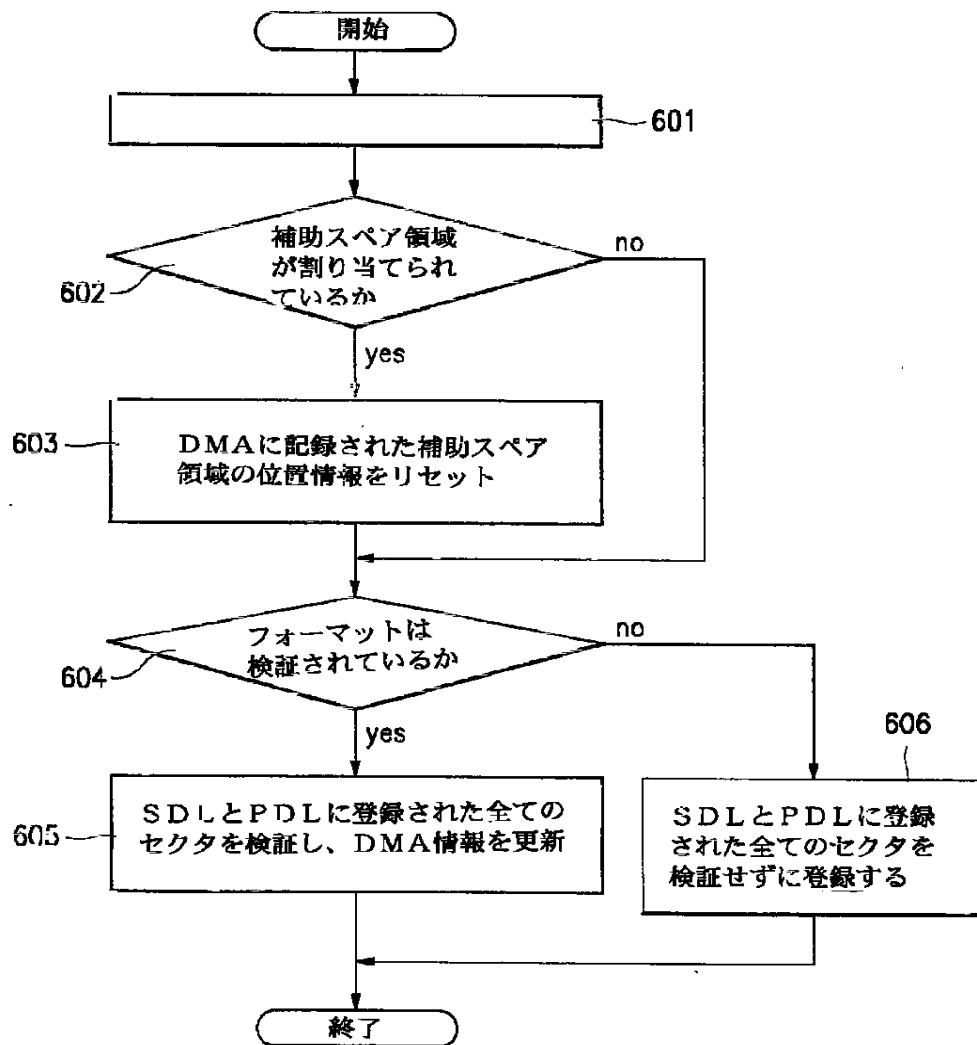 開始
601
補助スペア領域
が割り当てられ
ているか
no
602
yes
603
DMAに記録された補助スペア
領域の位置情報をリセット
フォーマットは
検証されているか
no
604
yes
606
SDLとPDLに登録された全ての
セクタを検証し、DMA情報を更新
605
SDLとPDLに登録
された全てのセクタを
検証せずに登録する
終了